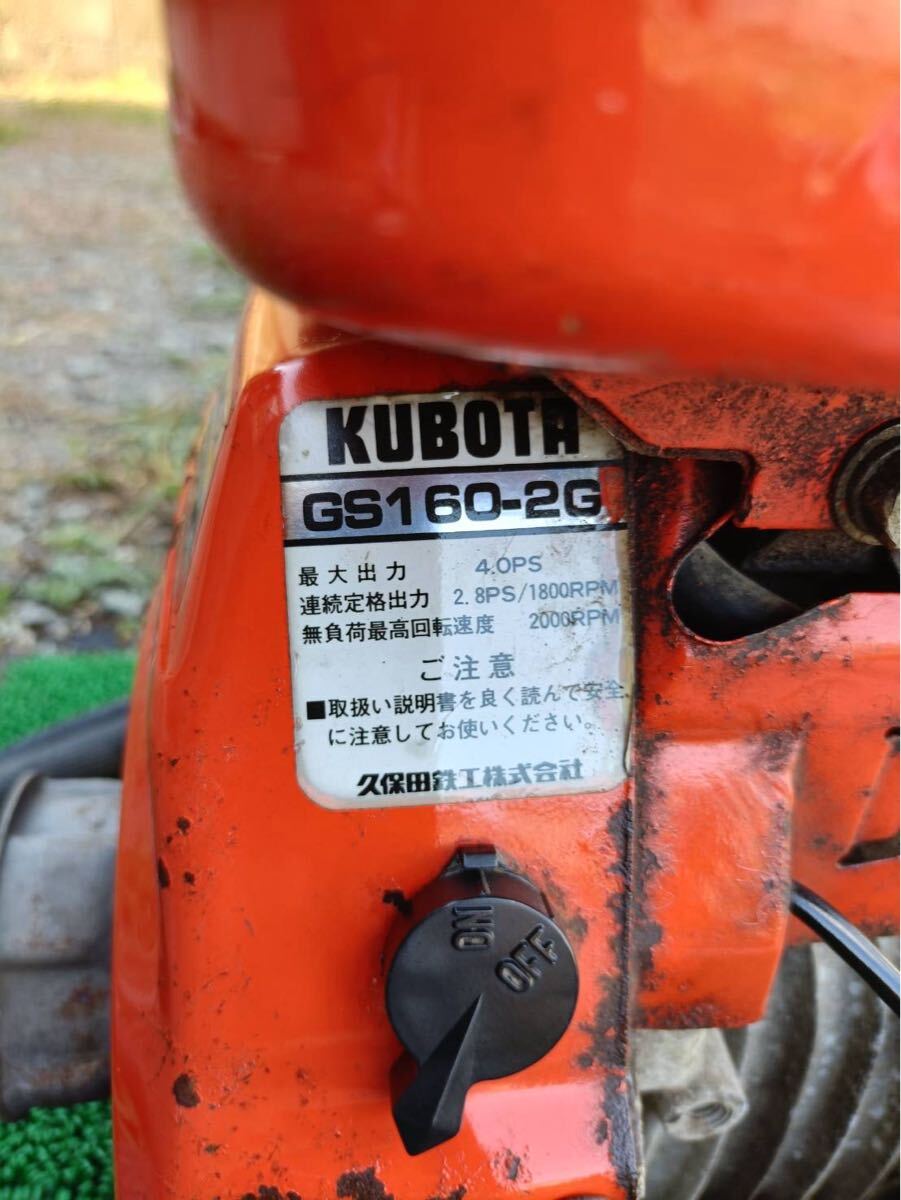 KUBOTA
GS160-2G
最大出力 4.0PS
連続定格出力 2.8PS/1800RPM
無負荷最高回転速度 2000RPM
ご注意
■取扱い説明書を良く読んで安全
に注意してお使いください。
久保田鉄工株式会社
ON
OFF